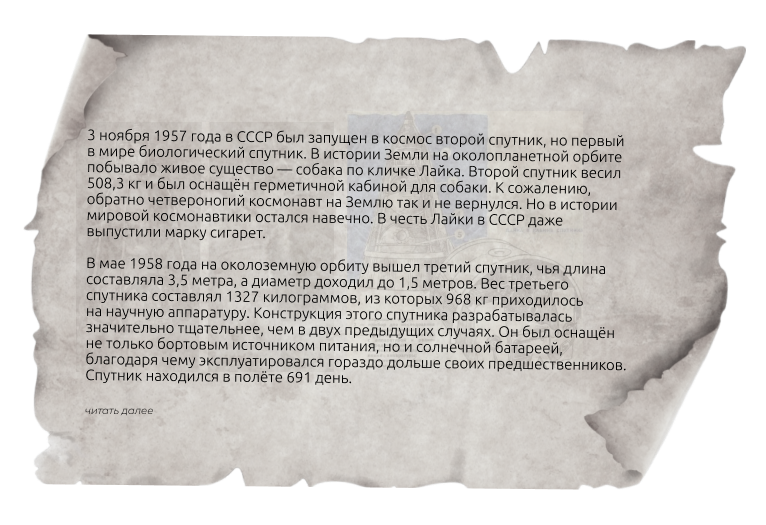 3 ноября 1957 года в СССР был запущен в космос второй спутник, но первый
в мире биологический спутник. В истории Земли на околопланетной орбите
побывало живое существо — собака по кличке Лайка. Второй спутник весил
508,3 кг и был оснащён герметичной кабиной для собаки. К сожалению,
обратно четвероногий космонавт на Землю так и не вернулся. Но в истории
мировой космонавтики остался навечно. В честь Лайки в СССР даже
выпустили марку сигарет.
В мае 1958 года на околоземную орбиту вышел третий спутник, чья длина
составляла 3,5 метра, а диаметр доходил до 1,5 метров. Вес третьего
спутника составлял 1327 килограммов, из которых 968 кг приходилось
на научную аппаратуру. Конструкция этого спутника разрабатывалась
значительно тщательнее, чем в двух предыдущих случаях. Он был оснащён
не только бортовым источником питания, но и солнечной батареей,
благодаря чему эксплуатировался гораздо дольше своих предшественников.
Спутник находился в полёте 691 день.
читать далее